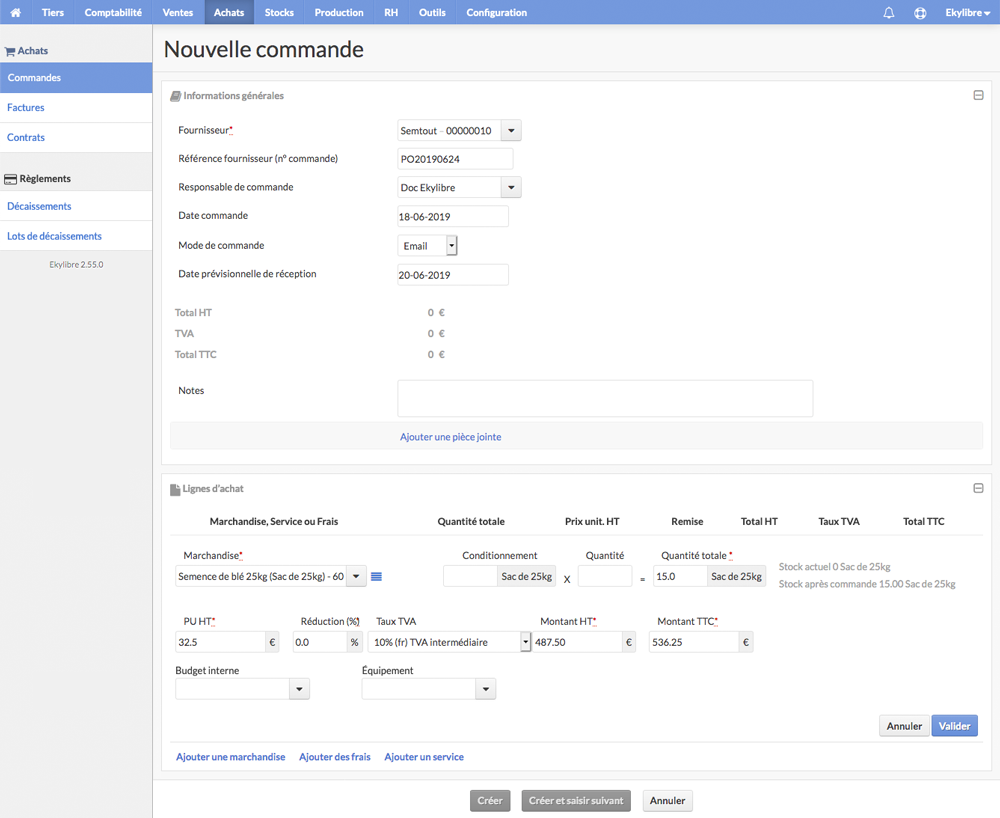 Tiers Comptabilité Ventes Achats Stocks Production RH Outils Configuration Ekylibre
Achats
Commandes
Factures
Contrats
Règlements
Décaissements
Lots de décaissements
Ekylibre 2.55.0
Nouvelle commande
Informations générales
Fournisseur* Semtout - 00000010
Référence fournisseur (n° commande) PO20190624
Responsable de commande Doc Ekylibre
Date commande 18-06-2019
Mode de commande Email
Date prévisionnelle de réception 20-06-2019
Total HT 0 €
TVA 0 €
Total TTC 0 €
Notes
Ajouter une pièce jointe
Lignes d'achat
Marchandise, Service ou Frais Quantité totale Prix unit. HT Remise Total HT Taux TVA Total TTC
Marchandise* Conditionnement Quantité Quantité totale *
Semence de blé 25kg (Sac de 25kg) - 60 Sac de 25kg X = 15.0 Sac de 25kg
Stock actuel 0 Sac de 25kg
Stock après commande 15.00 Sac de 25kg
PU HT* Réduction (%) Taux TVA Montant HT* Montant TTC*
32.5 € 0.0 % 10% (fr) TVA intermédiaire 487.50 € 536.25 €
Budget interne Équipement
Annuler Valider
Ajouter une marchandise Ajouter des frais Ajouter un service
Créer Créer et saisir suivant Annuler